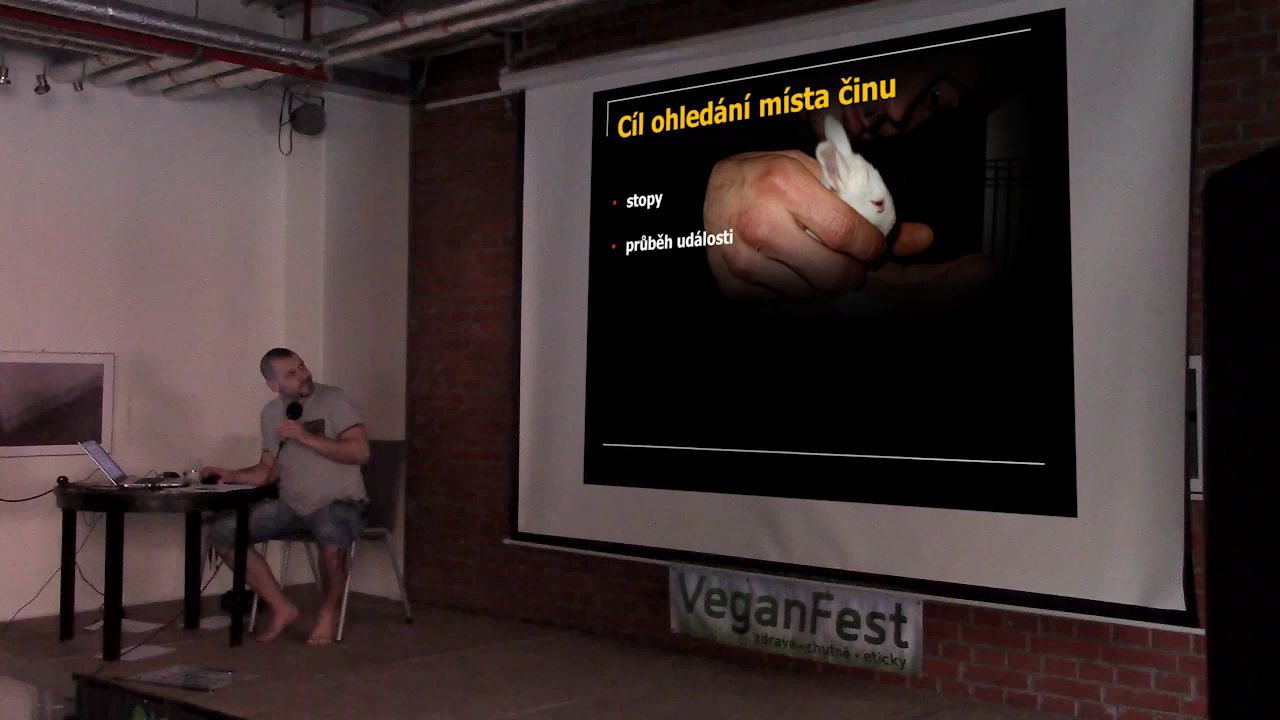 Cíl ohledání místa činu
• stopy
• průběh události
VeganFest
zdravě • chutně • eticky